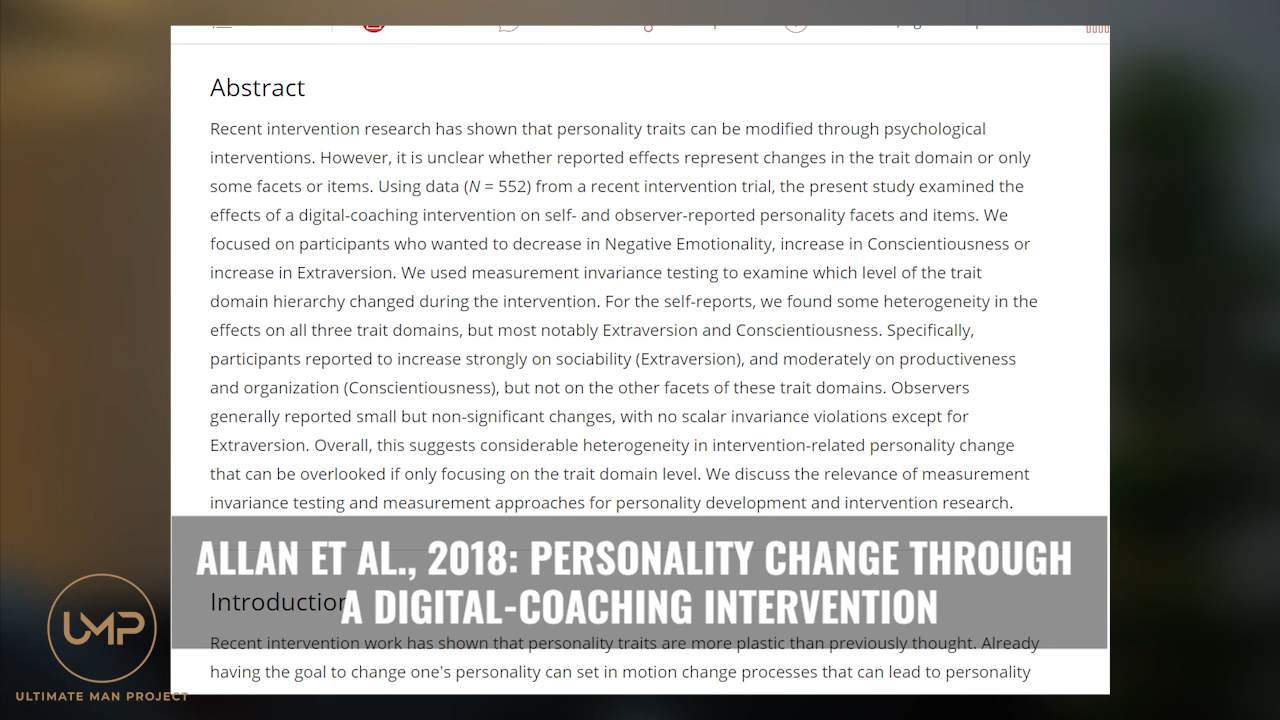 Abstract
Recent intervention research has shown that personality traits can be modified through psychological
interventions. However, it is unclear whether reported effects represent changes in the trait domain or only
some facets or items. Using data (N = 552) from a recent intervention trial, the present study examined the
effects of a digital-coaching intervention on self- and observer-reported personality facets and items. We
focused on participants who wanted to decrease in Negative Emotionality, increase in Conscientiousness or
increase in Extraversion. We used measurement invariance testing to examine which level of the trait
domain hierarchy changed during the intervention. For the self-reports, we found some heterogeneity in the
effects on all three trait domains, but most notably Extraversion and Conscientiousness. Specifically,
participants reported to increase strongly on sociability (Extraversion), and moderately on productiveness
and organization (Conscientiousness), but not on the other facets of these trait domains. Observers
generally reported small but non-significant changes, with no scalar invariance violations except for
Extraversion. Overall, this suggests considerable heterogeneity in intervention-related personality change
that can be overlooked if only focusing on the trait domain level. We discuss the relevance of measurement
invariance testing and measurement approaches for personality development and intervention research.
ALLAN ET AL., 2018: PERSONALITY CHANGE THROUGH
A DIGITAL-COACHING INTERVENTION
Introduction
Recent intervention work has shown that personality traits are more plastic than previously thought. Already
having the goal to change one's personality can set in motion change processes that can lead to personality
UMP
ULTIMATE MAN PROJECT